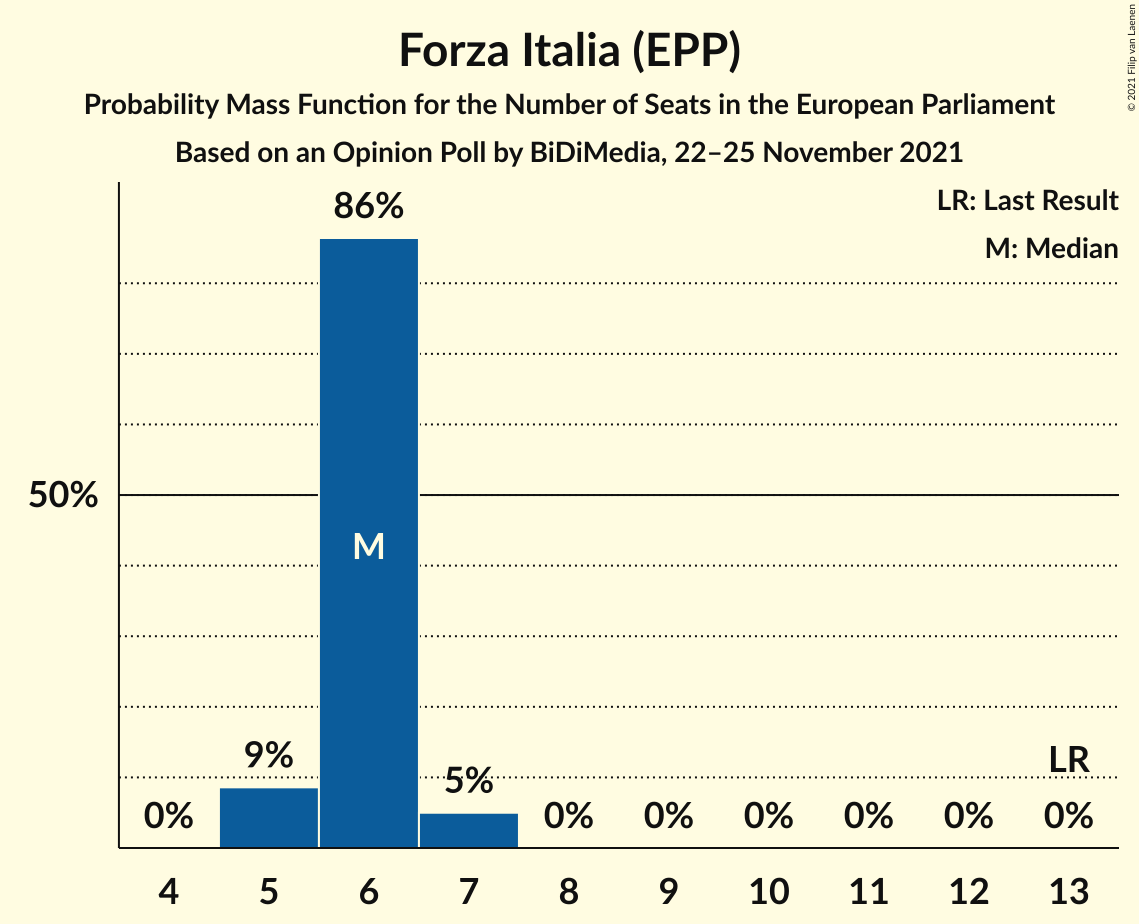 Forza Italia (EPP)
Probability Mass Function for the Number of Seats in the European Parliament
Based on an Opinion Poll by BiDiMedia, 22–25 November 2021
© 2021 Filip van Laenen
LR: Last Result
M: Median
86%
50%
M
9%
5%
LR
0%
0%
0%
0%
0%
0%
0%
4 5 6 7 8 9 10 11 12 13